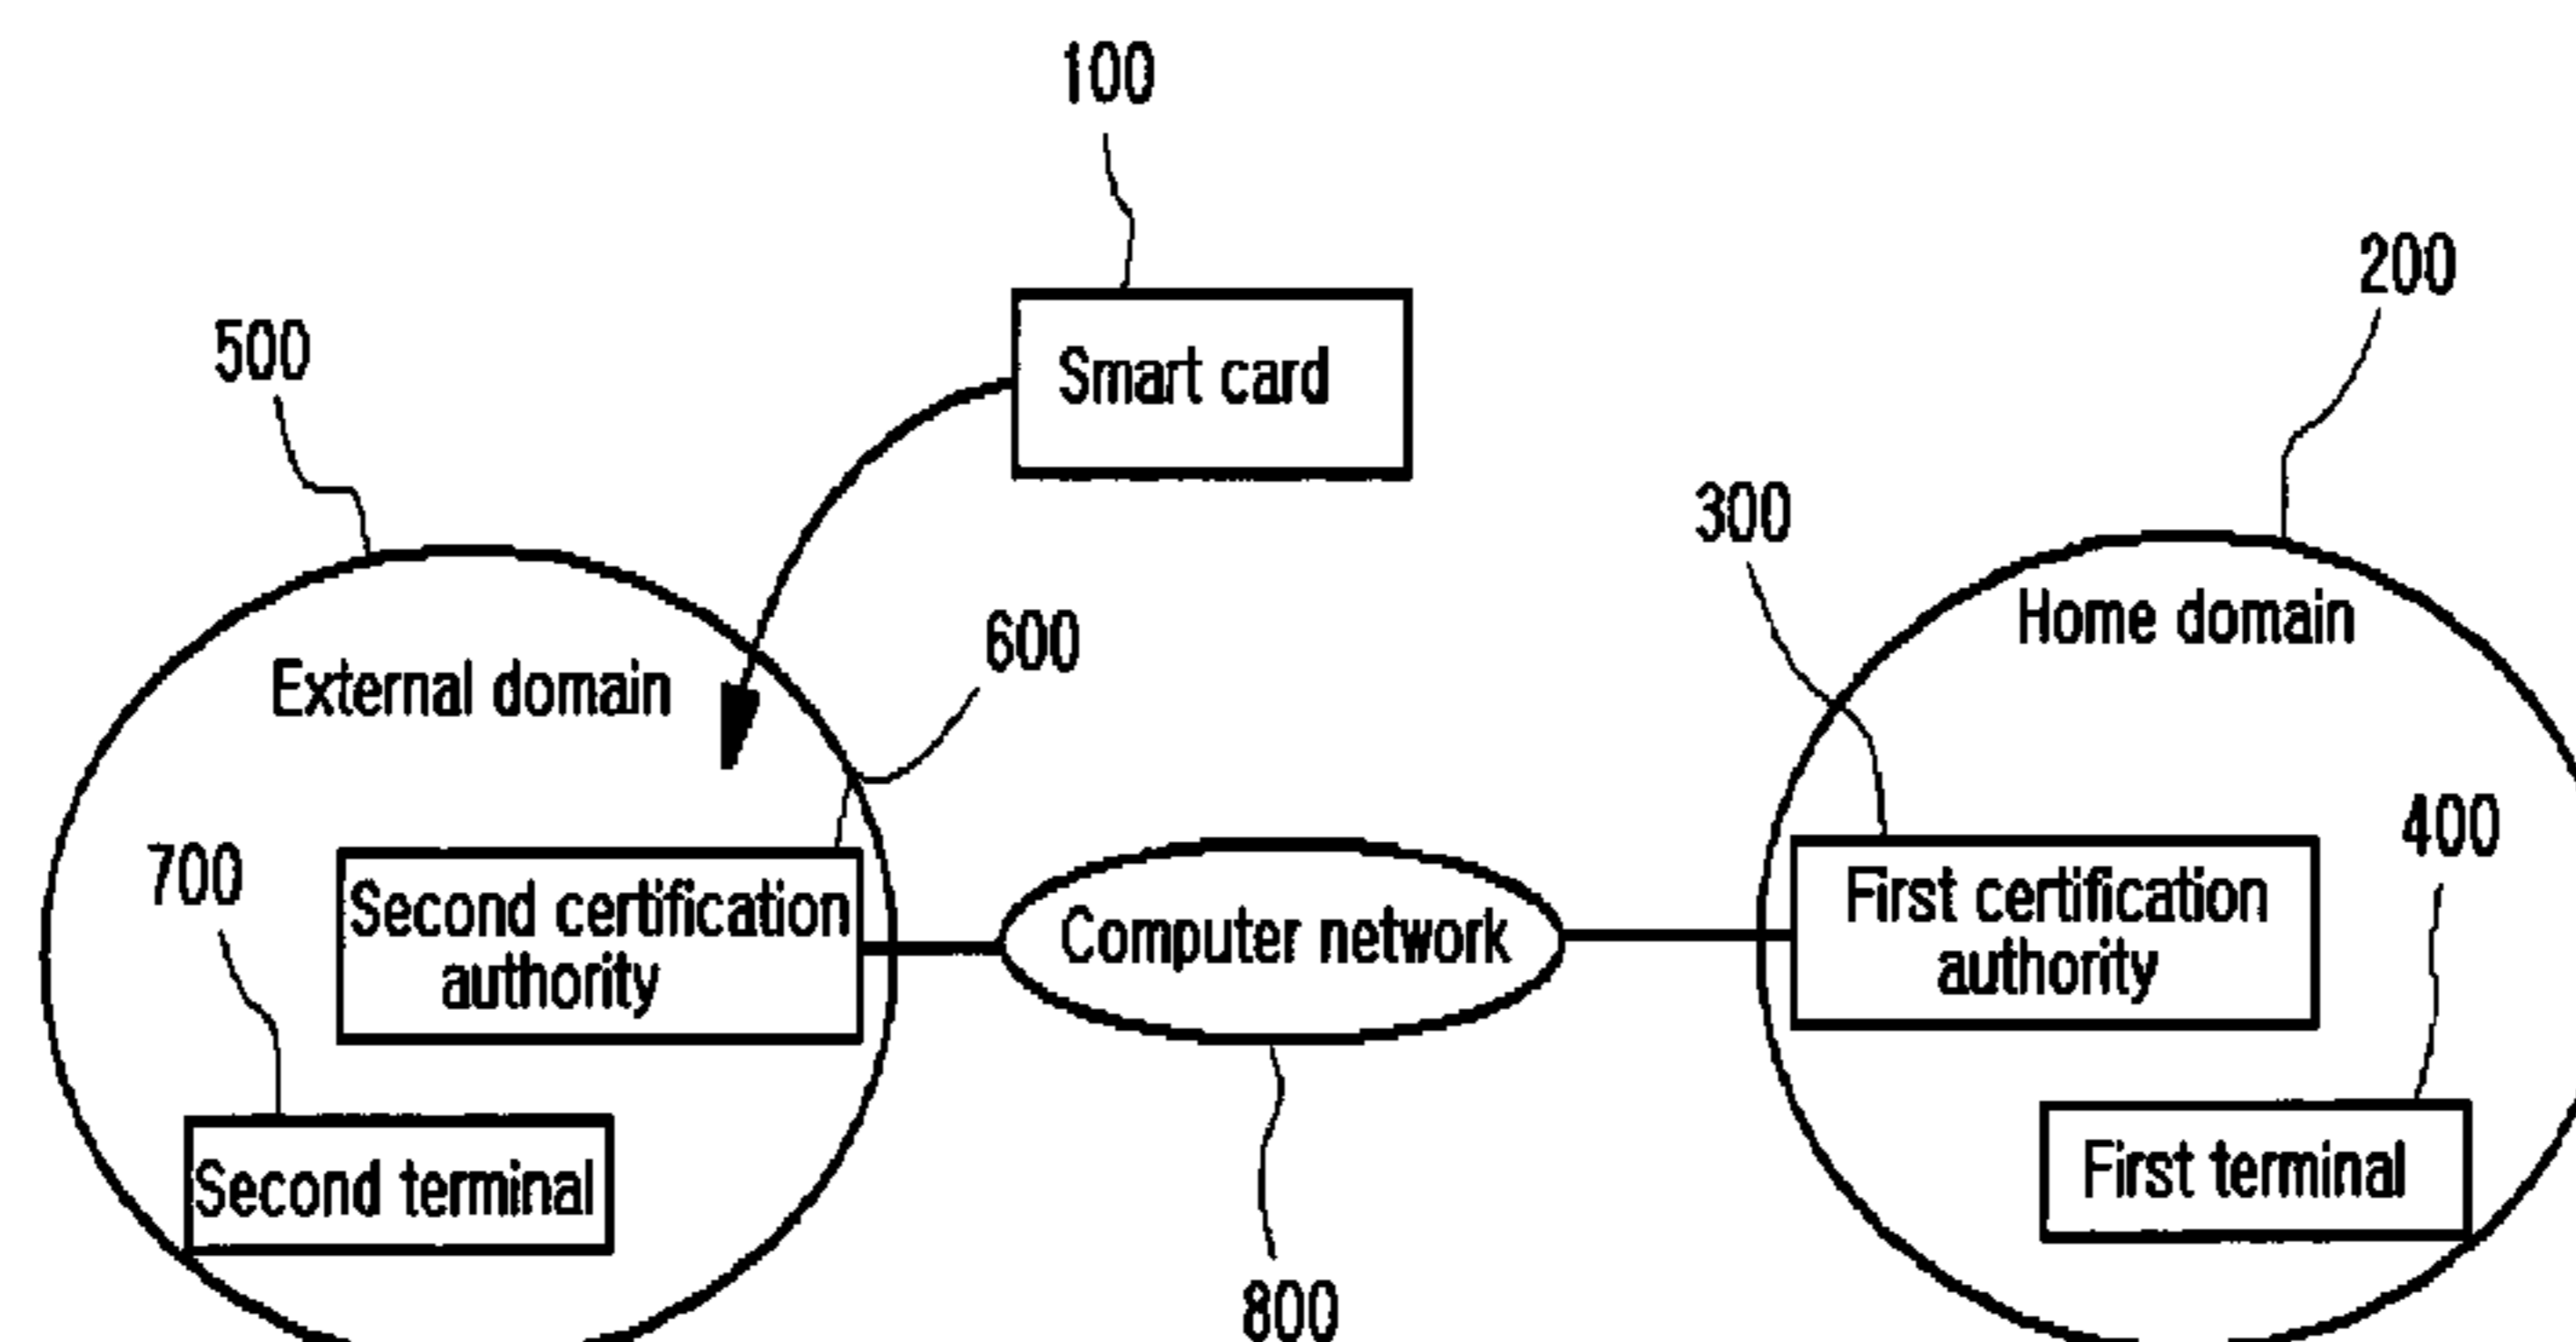 100
200
500
Smart card
300
Home domain
600
External domain
400
700
First certification
authority
Second certification
authority
Computer network
First terminal
Second terminal
800